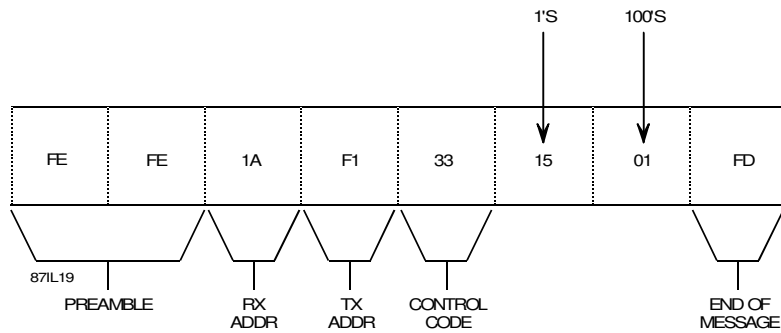 1'S 100'S
FE FE 1A F1 33 15 01 FD
87IL19
PREAMBLE RX ADDR TX ADDR CONTROL CODE END OF MESSAGE